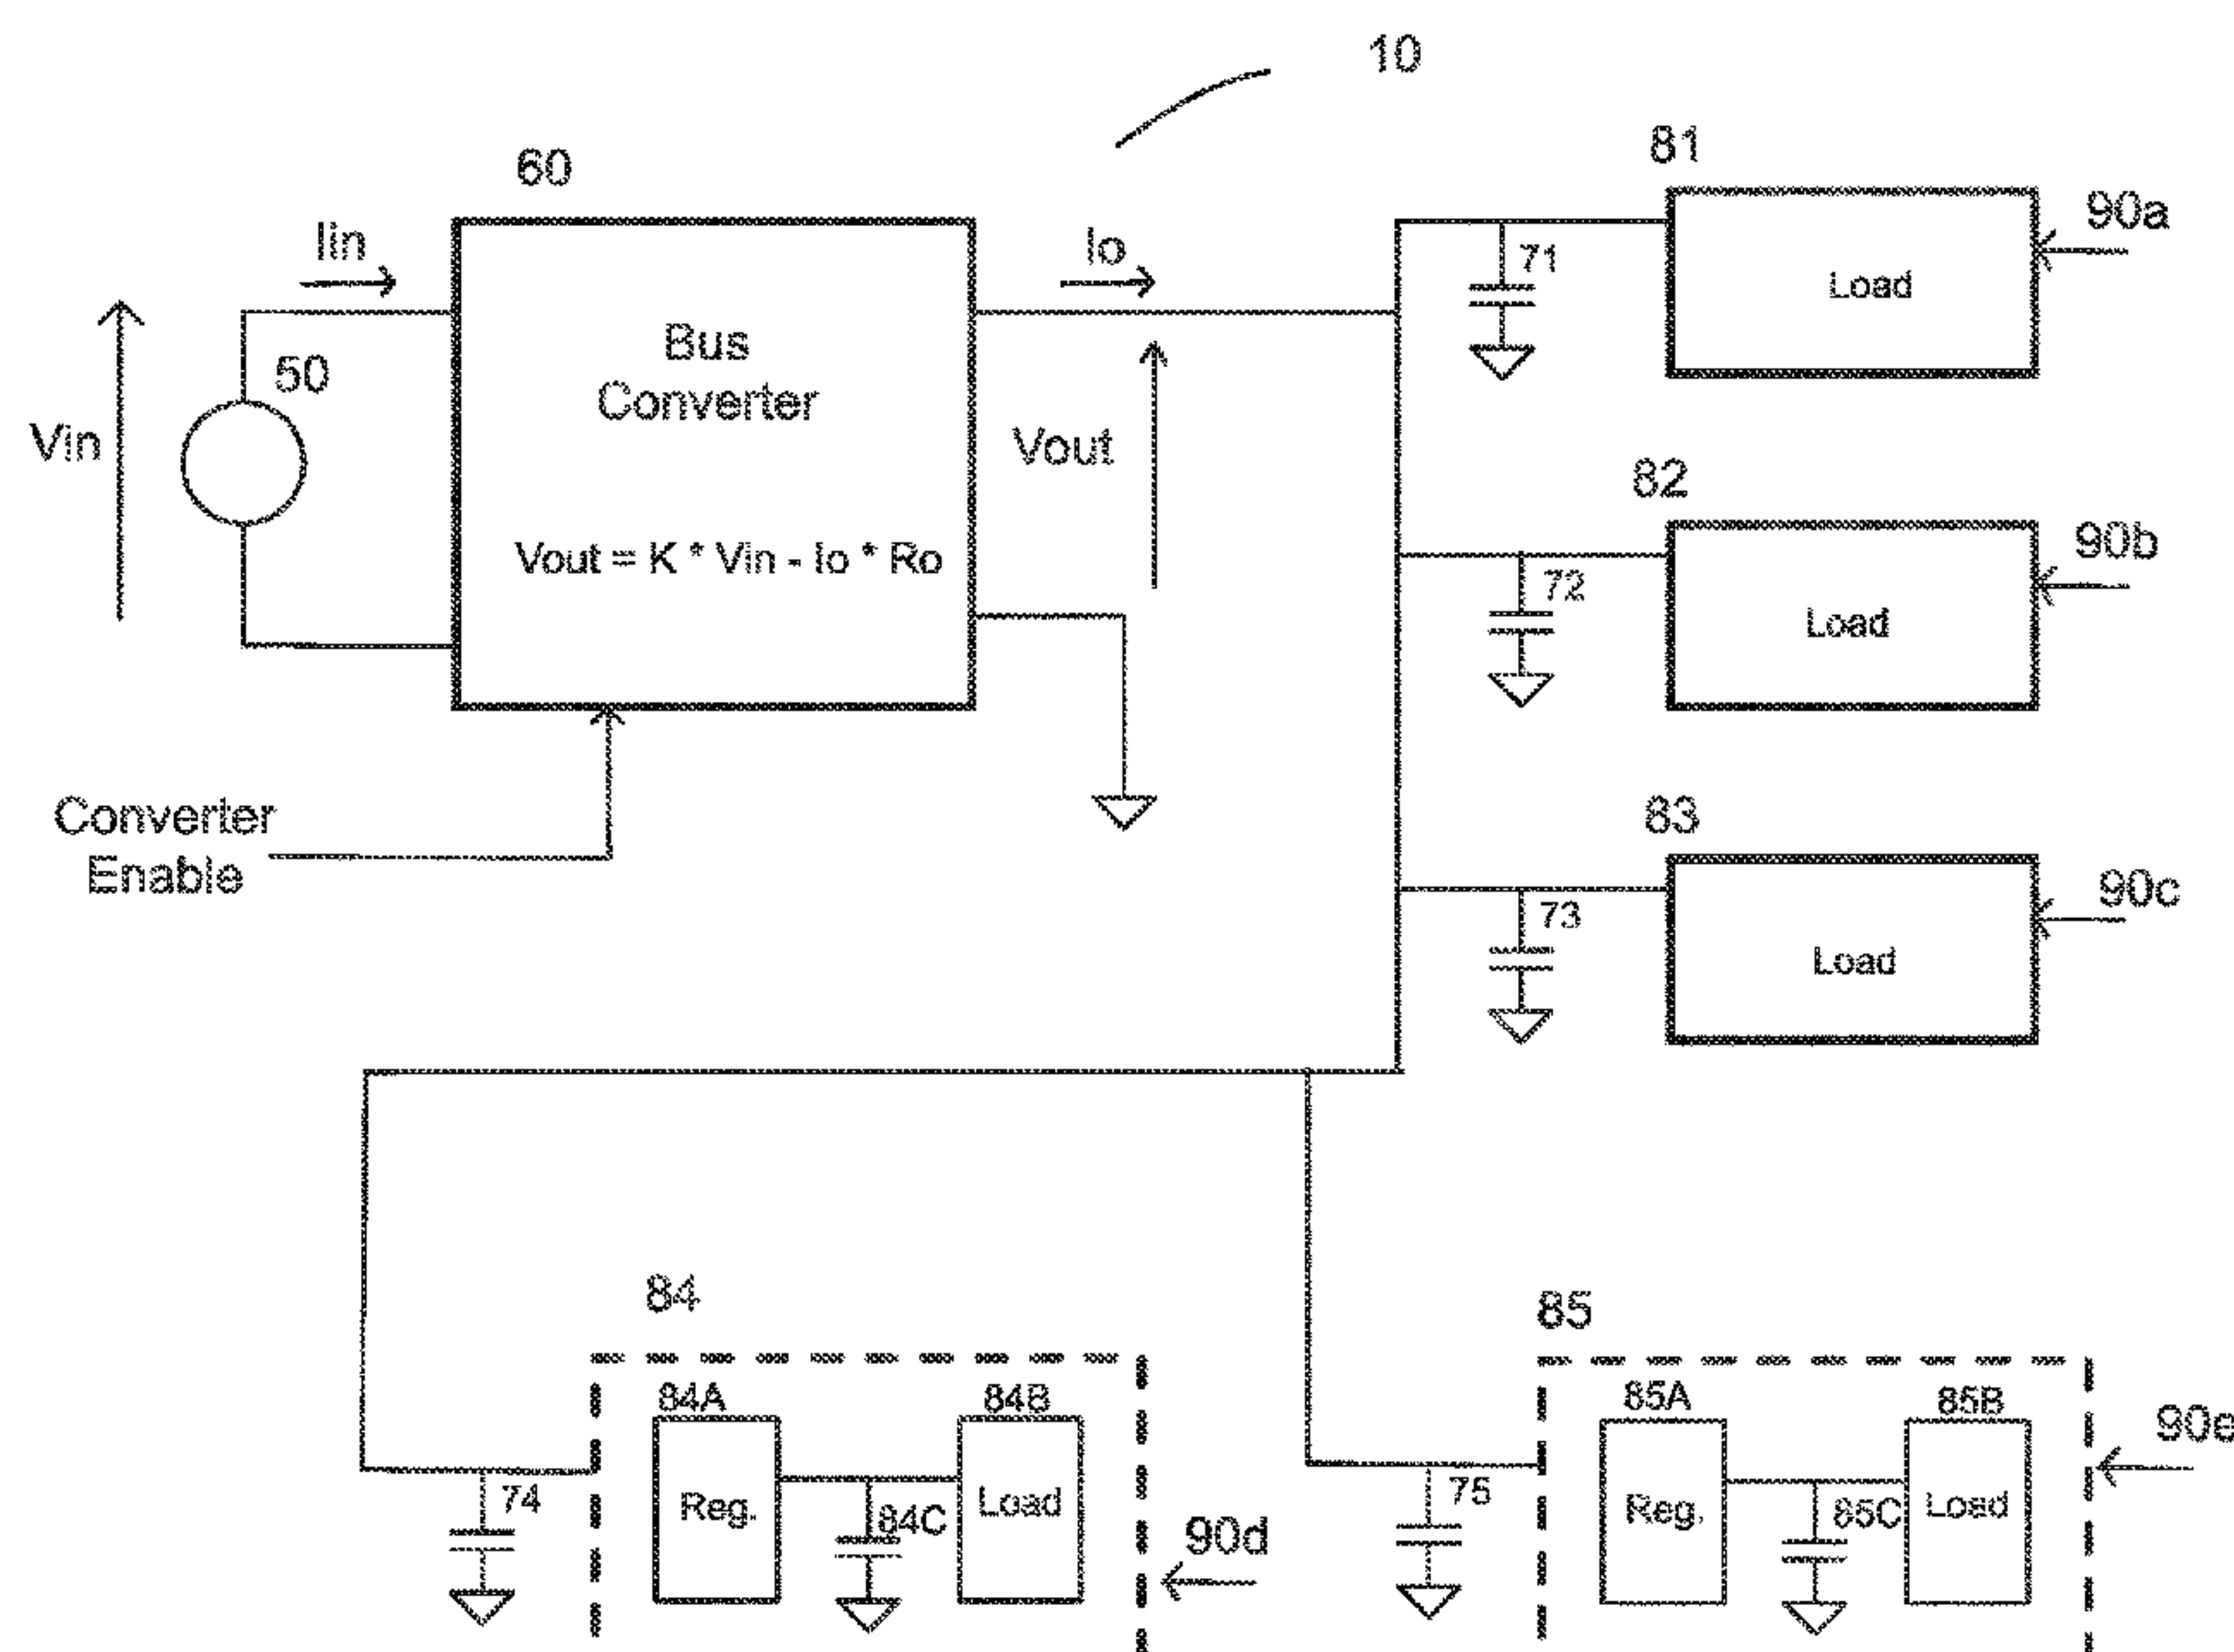 10
60
81
90a
Iin
Io
71
Load
50
Bus
Converter
Vin
Vout
82
90b
Vout = K * Vin - Io * Ro
72
Load
Converter
Enable
83
90c
73
Load
84
85
84A
84B
85A
85B
90e
74
Reg.
84C
Load
75
Reg.
85C
Load
90d